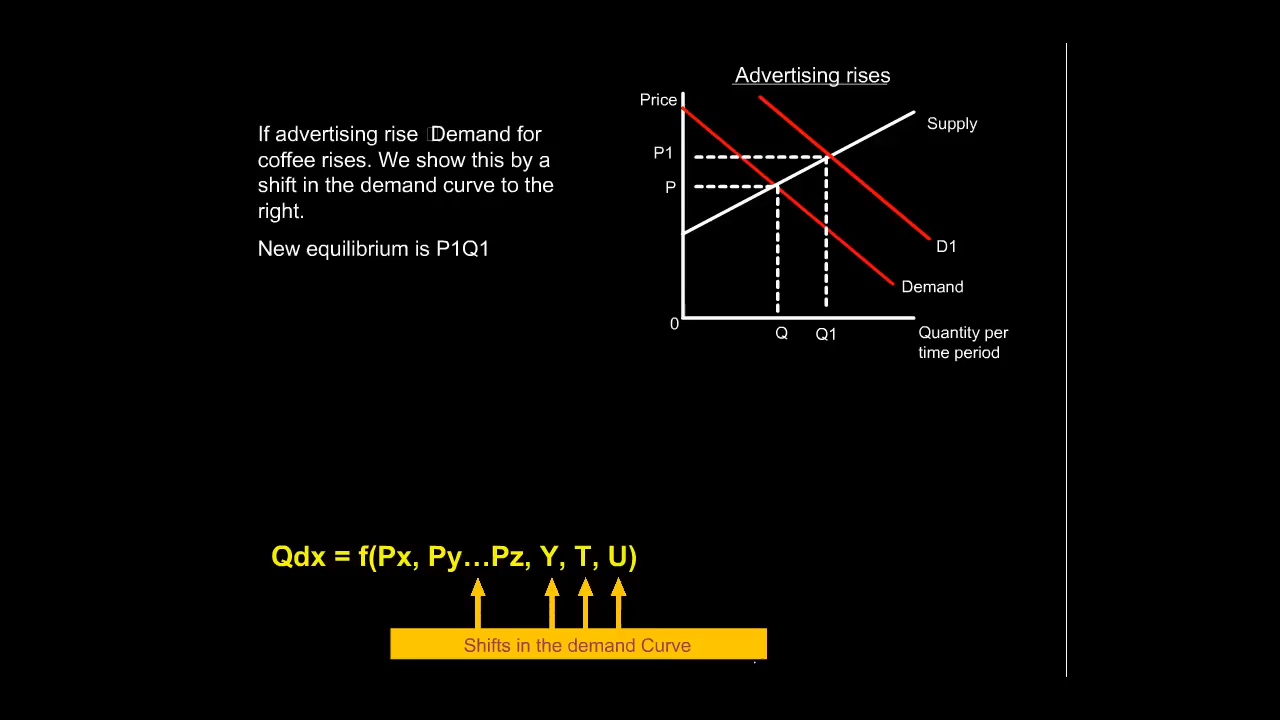 Advertising rises
If advertising rise Demand for
coffee rises. We show this by a
shift in the demand curve to the
right.
New equilibrium is P1Q1
Price
Supply
P1
P
D1
Demand
0
Q
Q1
Quantity per
time period
Qdx = f(Px, Py…Pz, Y, T, U)
Shifts in the demand Curve